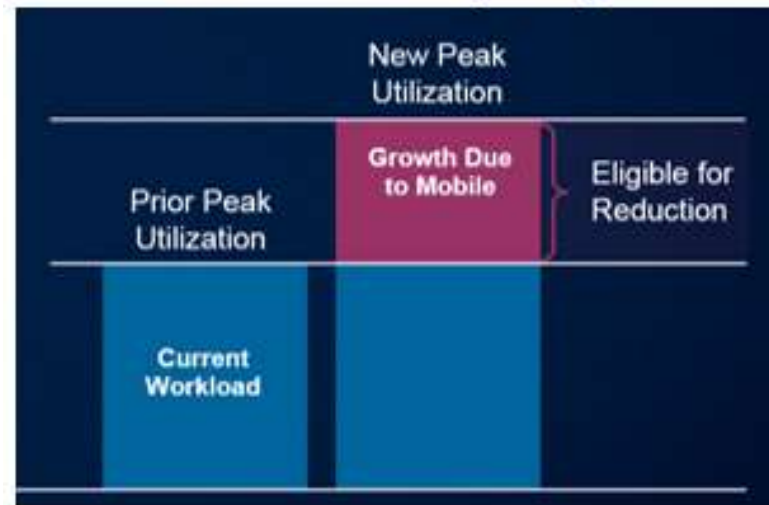 New Peak
Utilization
Growth Due
to Mobile
Eligible for
Reduction
Prior Peak
Utilization
Current
Workload